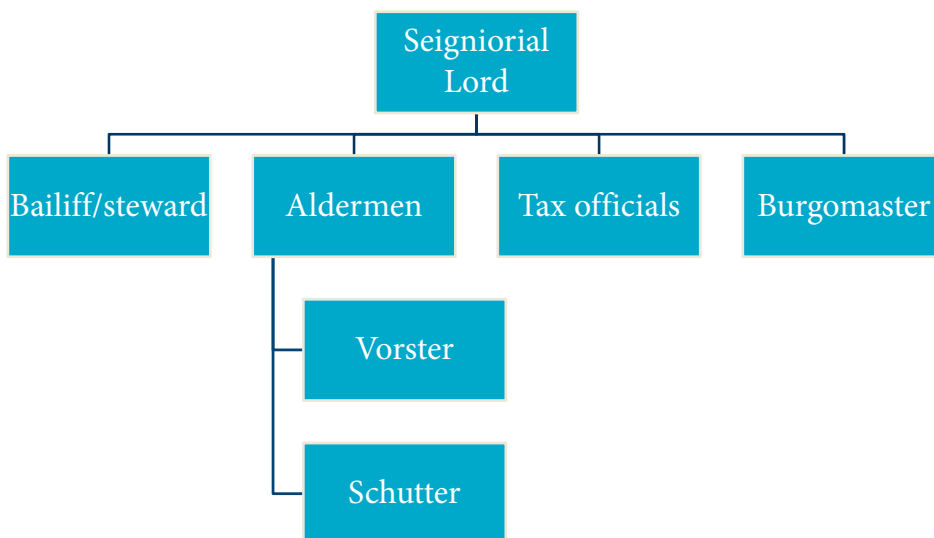 Seigniorial
Lord
Bailiff/steward
Aldermen
Tax officials
Burgomaster
Vorster
Schutter